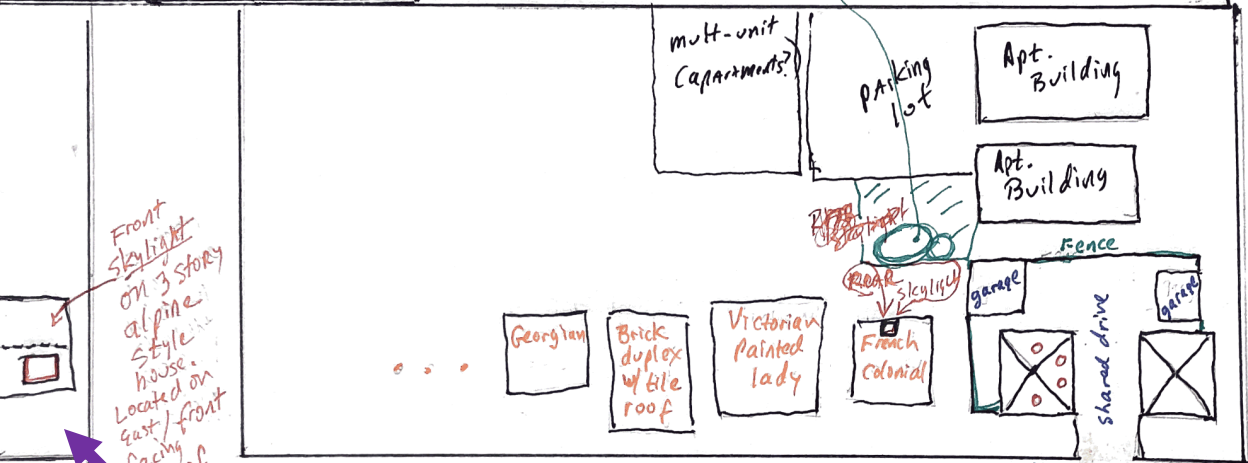 mult-unit
(apartments?)
parking
lot
Apt.
Building
Apt.
Building
Fence
REAR
skylight
garage
garage
Front
skylight
on 3 story
alpine
style
house.
Located on
east/front
facing
Georgian
Brick
duplex
w/ tile
roof
Victorian
Painted
lady
French
Colonial
shared drive